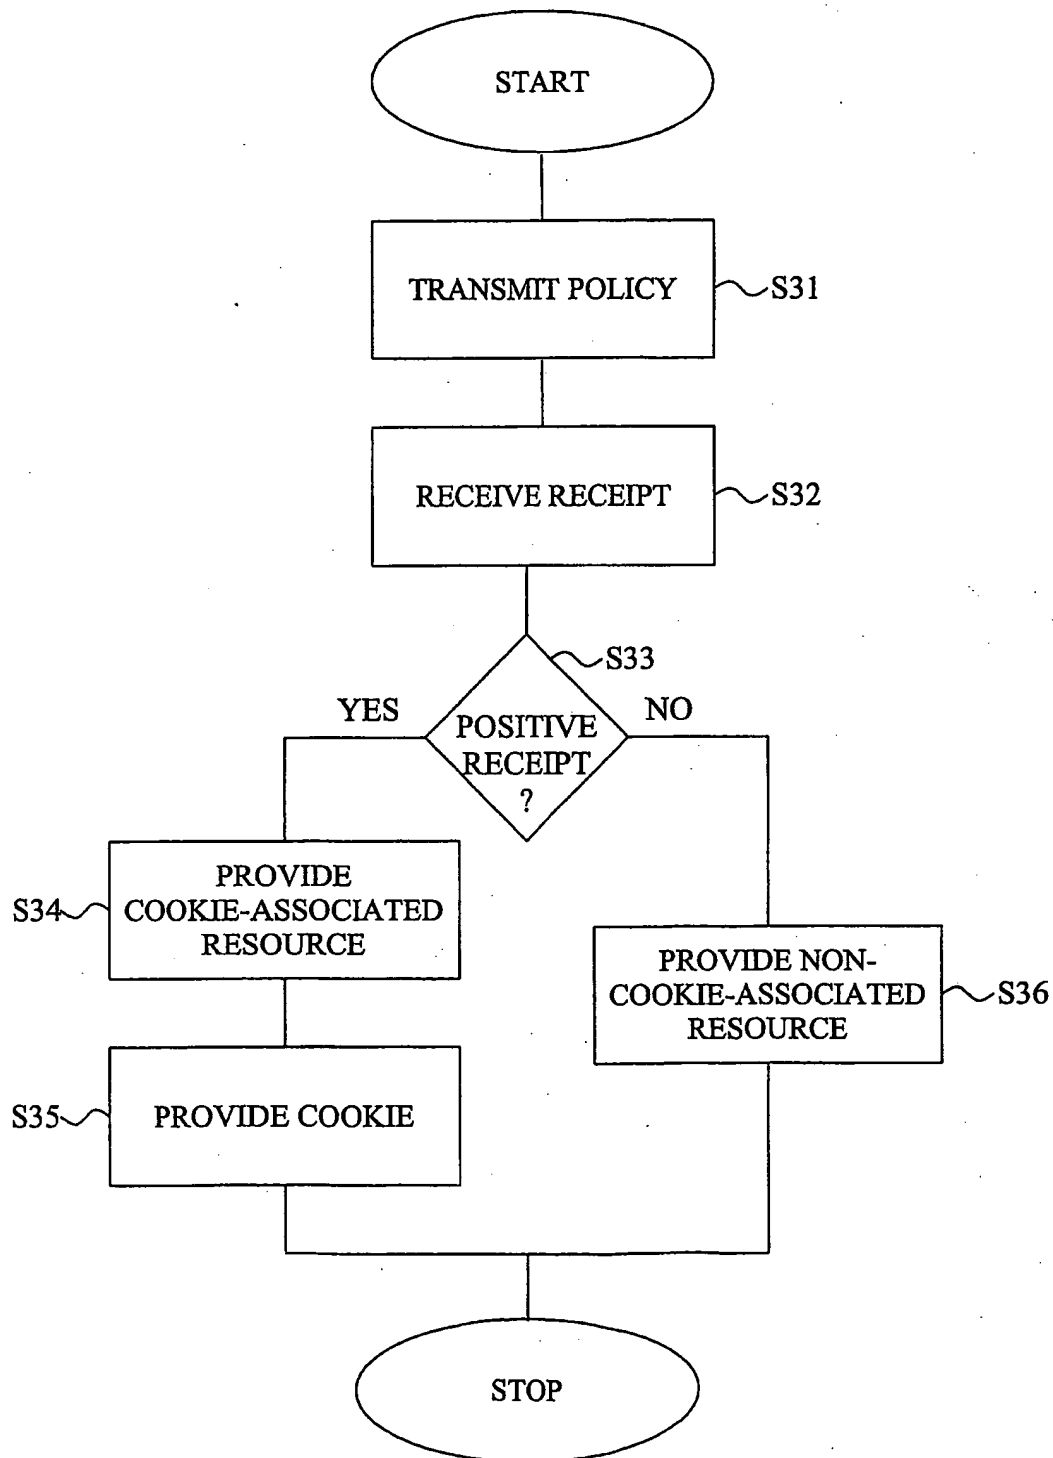 START
TRANSMIT POLICY
S31
RECEIVE RECEIPT
S32
S33
YES
NO
POSITIVE
RECEIPT
?
PROVIDE
COOKIE-ASSOCIATED
RESOURCE
S34
PROVIDE NON-
COOKIE-ASSOCIATED
RESOURCE
S36
PROVIDE COOKIE
S35
STOP